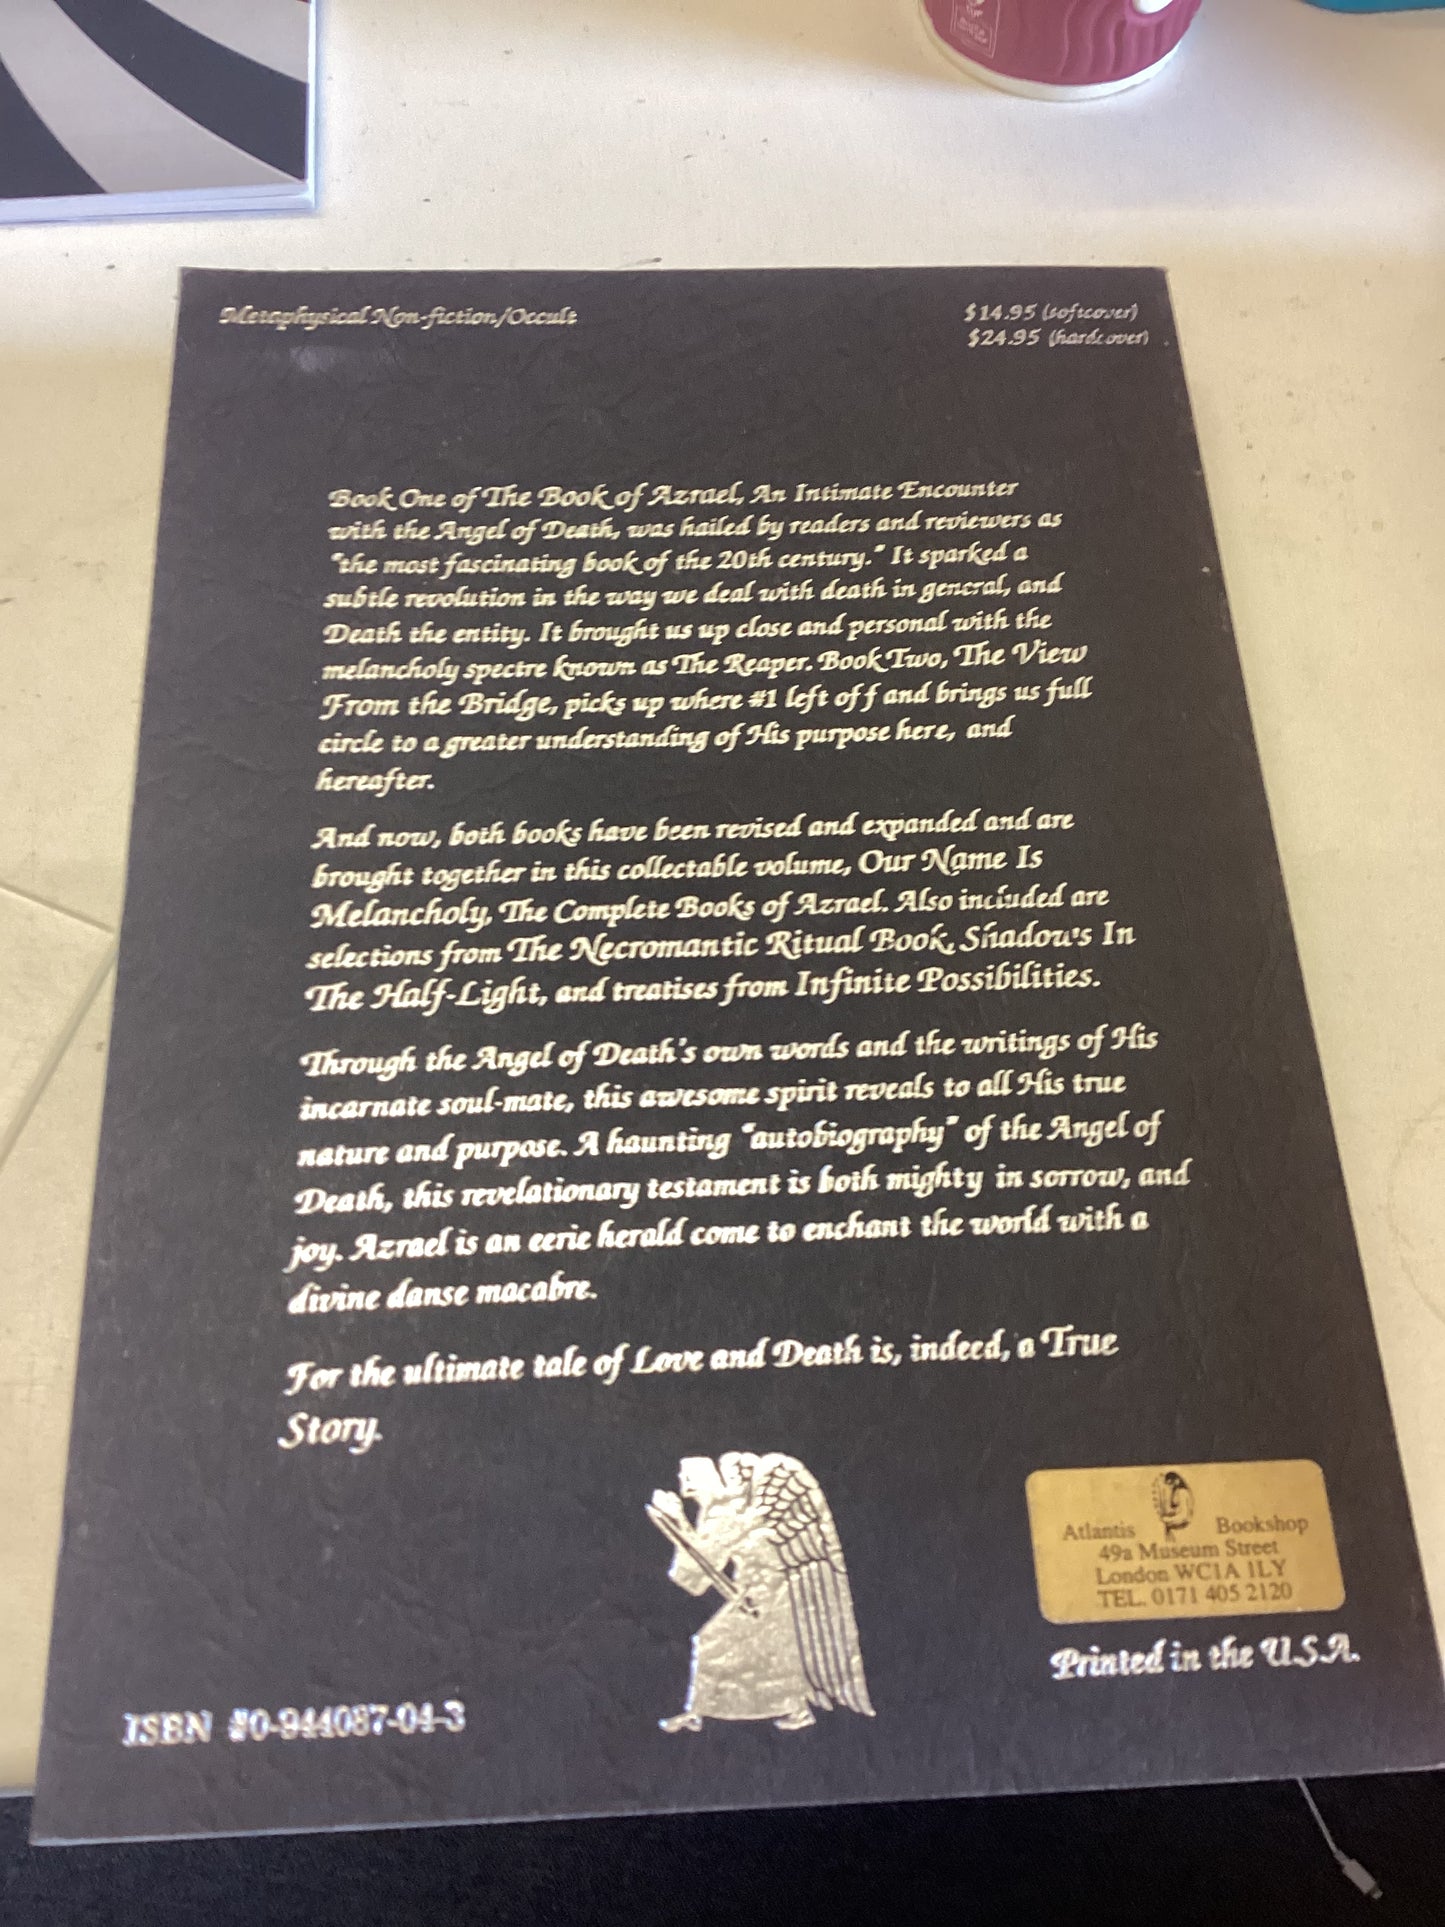 Metaphysical Non-fiction/Occult
$14.95 (softcover)
$24.95 (hardcover)
Book One of The Book of Azrael, An Intimate Encounter
with the Angel of Death, was hailed by readers and reviewers as
"the most fascinating book of the 20th century." It sparked a
subtle revolution in the way we deal with death in general, and
Death the entity. It brought us up close and personal with the
melancholy spectre known as The Reaper. Book Two, The View
From the Bridge, picks up where #1 left off and brings us full
circle to a greater understanding of His purpose here, and
hereafter.
And now, both books have been revised and expanded and are
brought together in this collectable volume, Our Name Is
Melancholy, The Complete Books of Azrael. Also included are
selections from The Necromantic Ritual Book, Shadows In
The Half-Light, and treatises from Infinite Possibilities.
Through the Angel of Death's own words and the writings of His
incarnate soul-mate, this awesome spirit reveals to all His true
nature and purpose. A haunting "autobiography" of the Angel of
Death, this revelationary testament is both mighty in sorrow, and
joy. Azrael is an eerie herald come to enchant the world with a
divine danse macabre.
For the ultimate tale of Love and Death is, indeed, a True
Story.
Atlantis Bookshop
49a Museum Street
London WC1A 1LY
TEL. 0171 405 2120
Printed in the U.S.A.
ISBN #0-944087-04-3